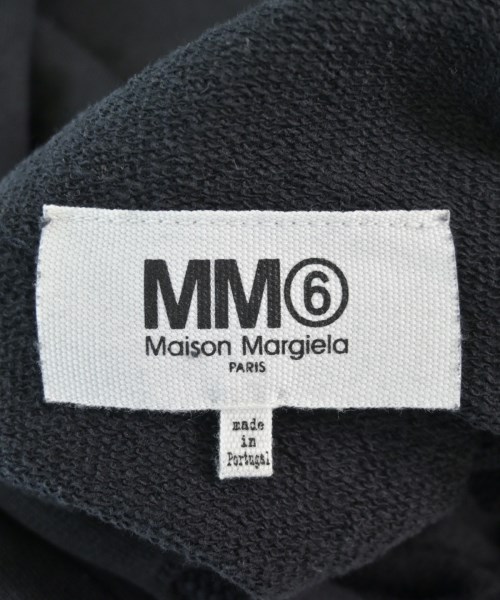 MM⑥
Maison Margiela
PARIS
made
in
Portugal